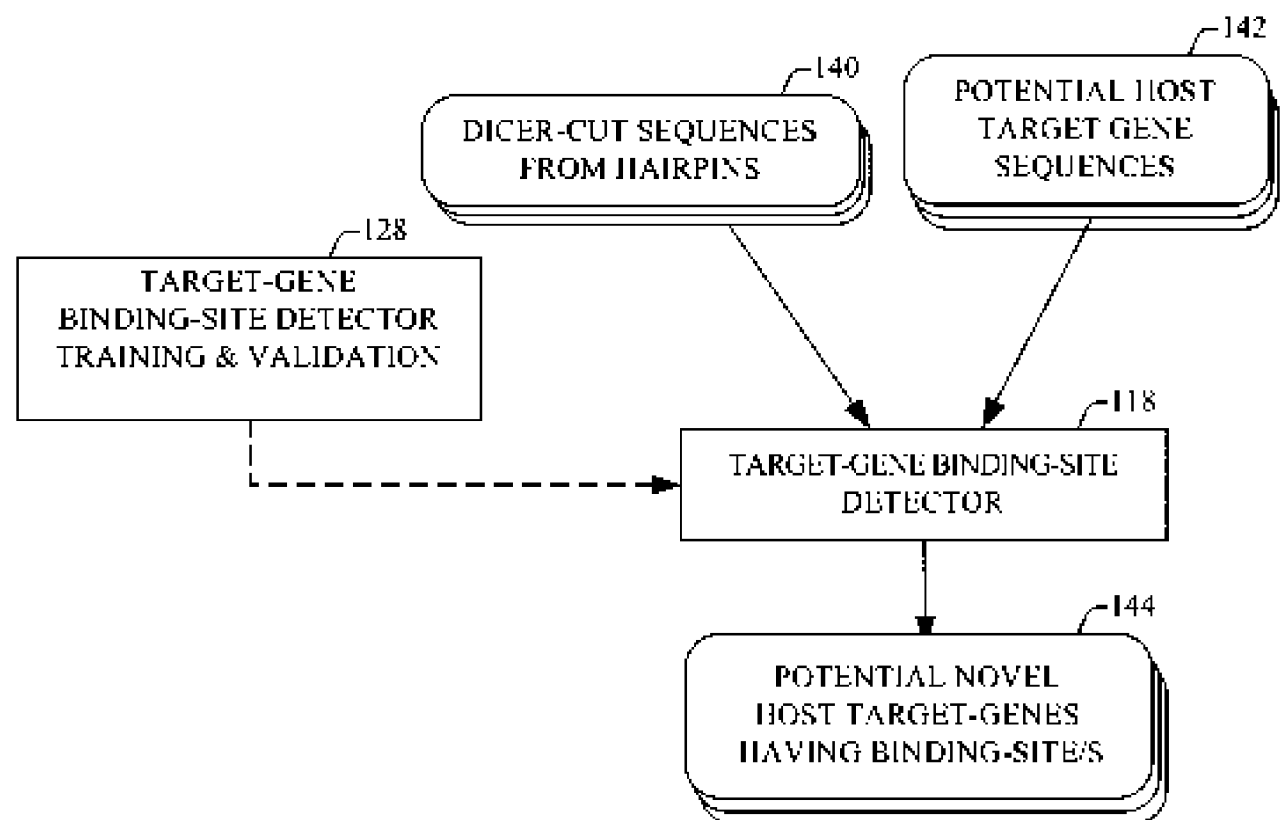 142
POTENTIAL HOST
TARGET GENE
SEQUENCES
140
DICER-CUT SEQUENCES
FROM HAIRPINS
128
TARGET-GENE
BINDING-SITE DETECTOR
TRAINING & VALIDATION
118
TARGET-GENE BINDING-SITE
DETECTOR
144
POTENTIAL NOVEL
HOST TARGET-GENES
HAVING BINDING-SITE/S